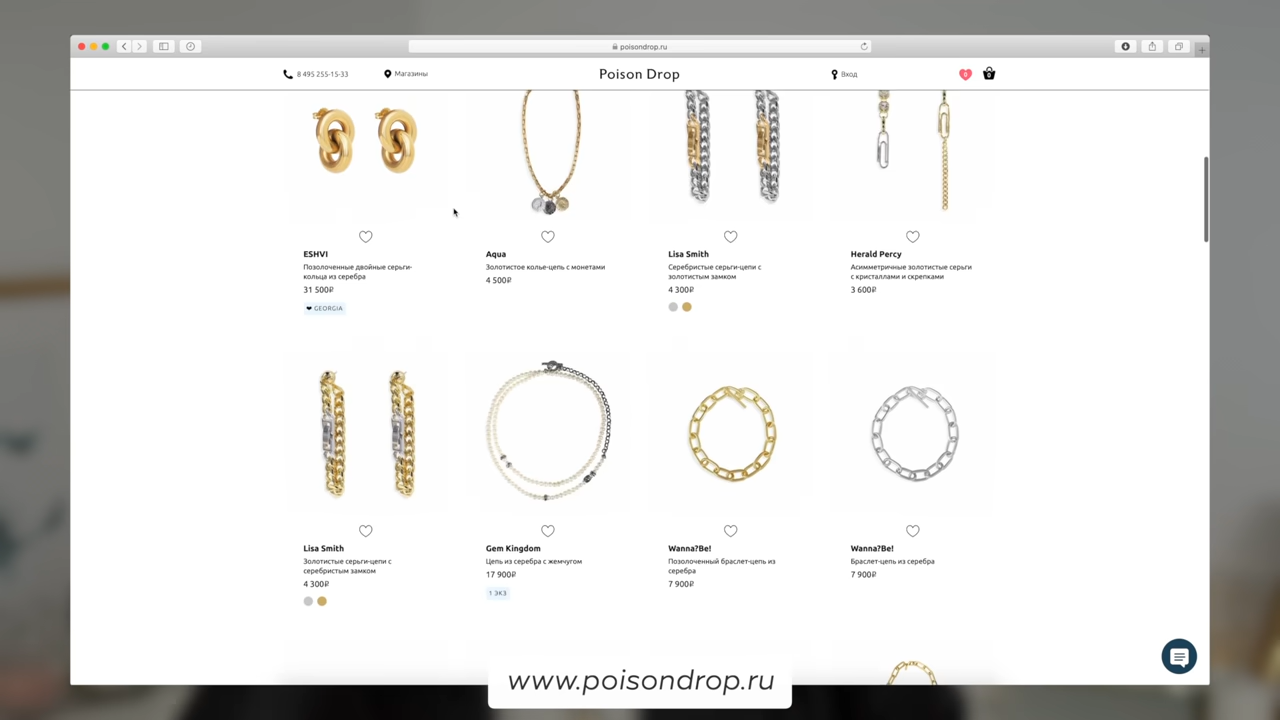 poisondrop.ru
8 495 255-15-33
Магазины
Poison Drop
Вход
0
0
ESHVI
Позолоченные двойные серьги-
кольца из серебра
31 500₽
❤ GEORGIA
Aqua
Золотистое колье-цепь с монетами
4 500₽
Lisa Smith
Серебристые серьги-цепи с
золотистым замком
4 300₽
Herald Percy
Асимметричные золотистые серьги
с кристаллами и скрепками
3 600₽
Lisa Smith
Золотистые серьги-цепи с
серебристым замком
4 300₽
Gem Kingdom
Цепь из серебра с жемчугом
17 900₽
1 ЭКЗ
Wanna?Be!
Позолоченный браслет-цепь из
серебра
7 900₽
Wanna?Be!
Браслет-цепь из серебра
7 900₽
www.poisondrop.ru